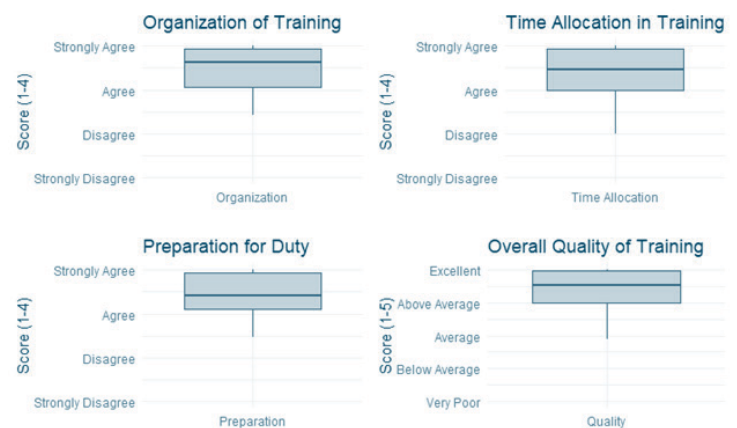 Organization of Training
Score (1-4)
Strongly Agree
Agree
Disagree
Strongly Disagree
Organization
Time Allocation in Training
Score (1-4)
Strongly Agree
Agree
Disagree
Strongly Disagree
Time Allocation
Preparation for Duty
Score (1-4)
Strongly Agree
Agree
Disagree
Strongly Disagree
Preparation
Overall Quality of Training
Score (1-5)
Excellent
Above Average
Average
Below Average
Very Poor
Quality